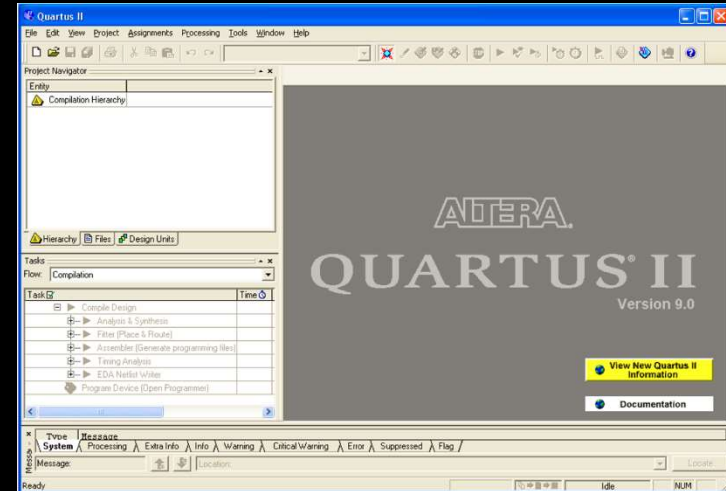 Quartus II
File Edit View Project Assignments Processing Tools Window Help
Project Navigator
Entity
Compilation Hierarchy
Hierarchy Files Design Units
Tasks
Flow: Compilation
Task Time
Compile Design
Analysis & Synthesis
Fitter (Place & Route)
Assembler (Generate programming files)
Timing Analysis
EDA Netlist Writer
Program Device (Open Programmer)
ALTERA.
QUARTUS® II
Version 9.0
View New Quartus II
Information
Documentation
Type Message
System Processing Extra Info Info Warning Critical Warning Error Suppressed Flag
Message: Location: Locate
Ready Idle NUM